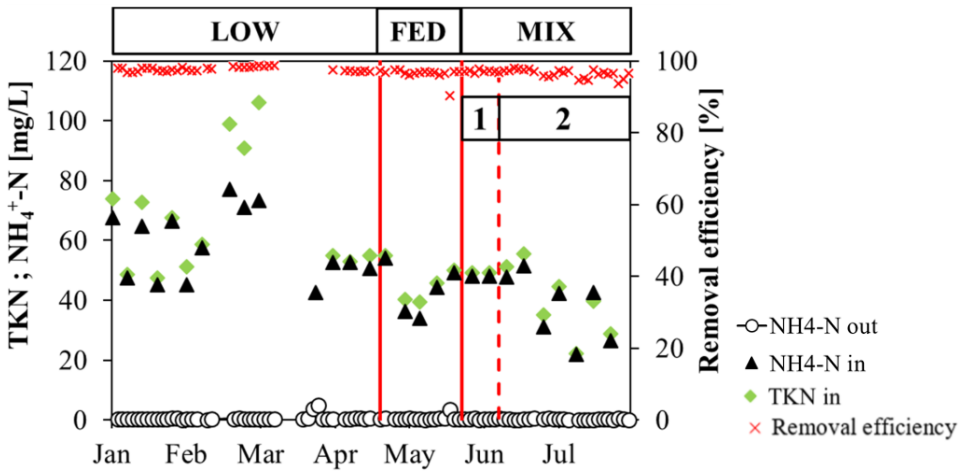 LOW FED MIX
120 100
100 80
80 60
60 40
40 20
20 0
0
1 2
TKN ; NH₄⁺-N [mg/L]
Removal efficiency [%]
Jan Feb Mar Apr May Jun Jul
NH4-N out
NH4-N in
TKN in
Removal efficiency